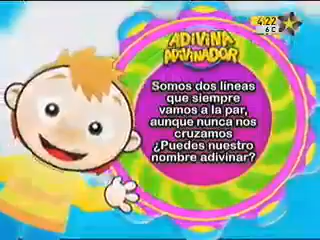 4:22
6°C
ADIVINA
ADIVINADOR
Somos dos líneas
que siempre
vamos a la par,
aunque nunca nos
cruzamos
¿Puedes nuestro
nombre adivinar?